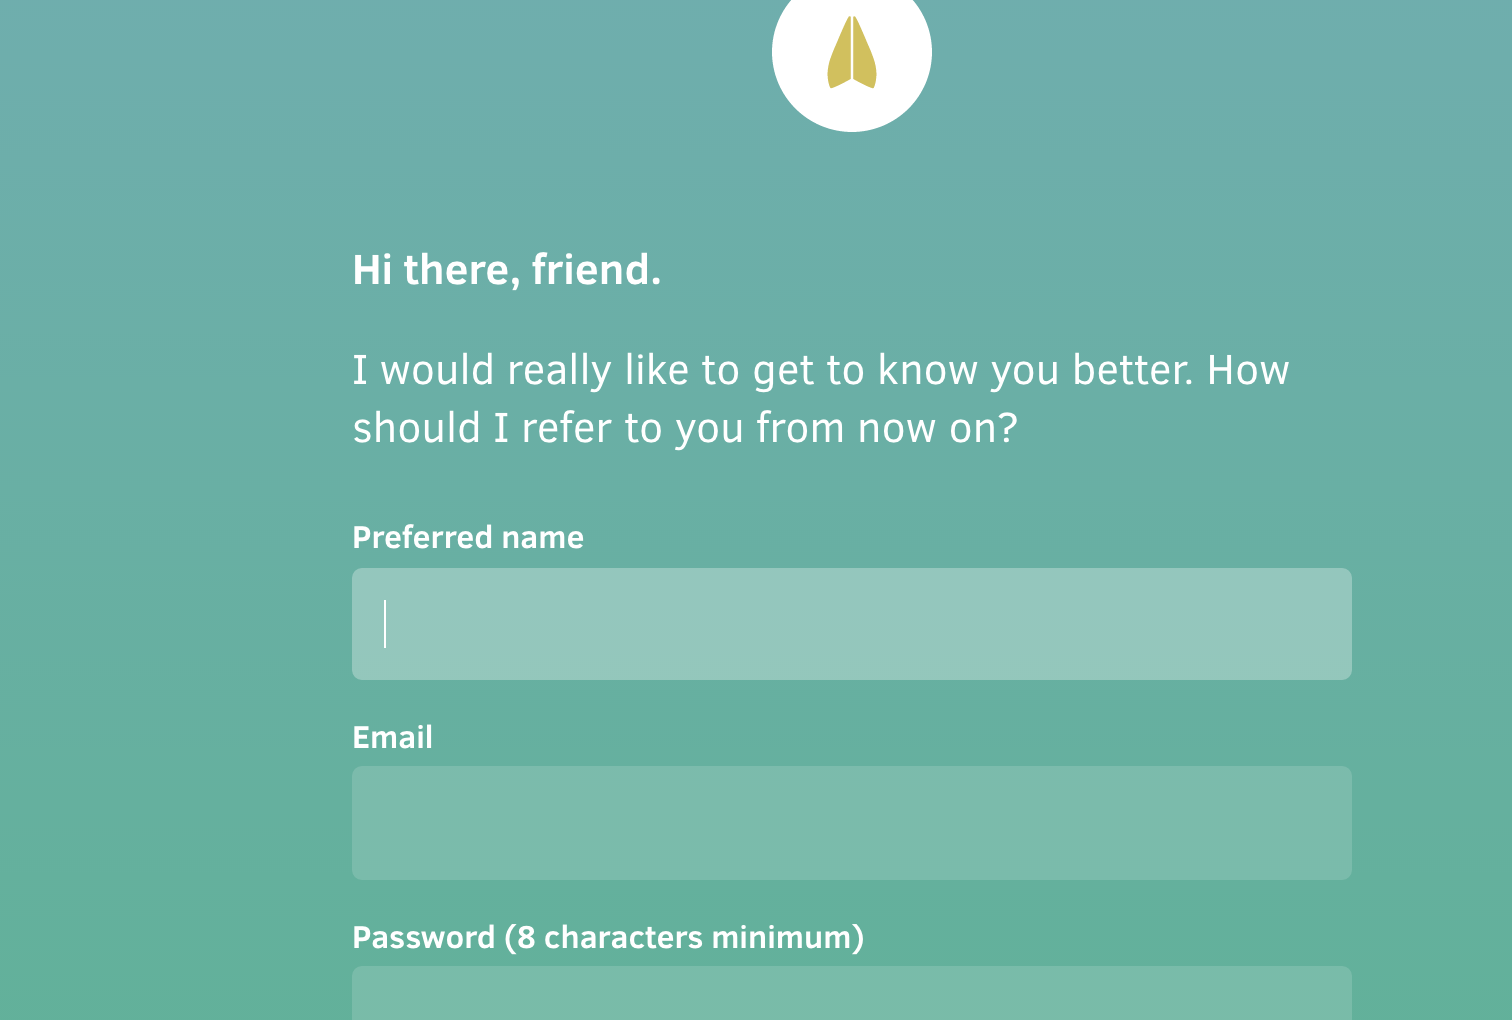 Hi there, friend.
I would really like to get to know you better. How
should I refer to you from now on?
Preferred name
Email
Password (8 characters minimum)